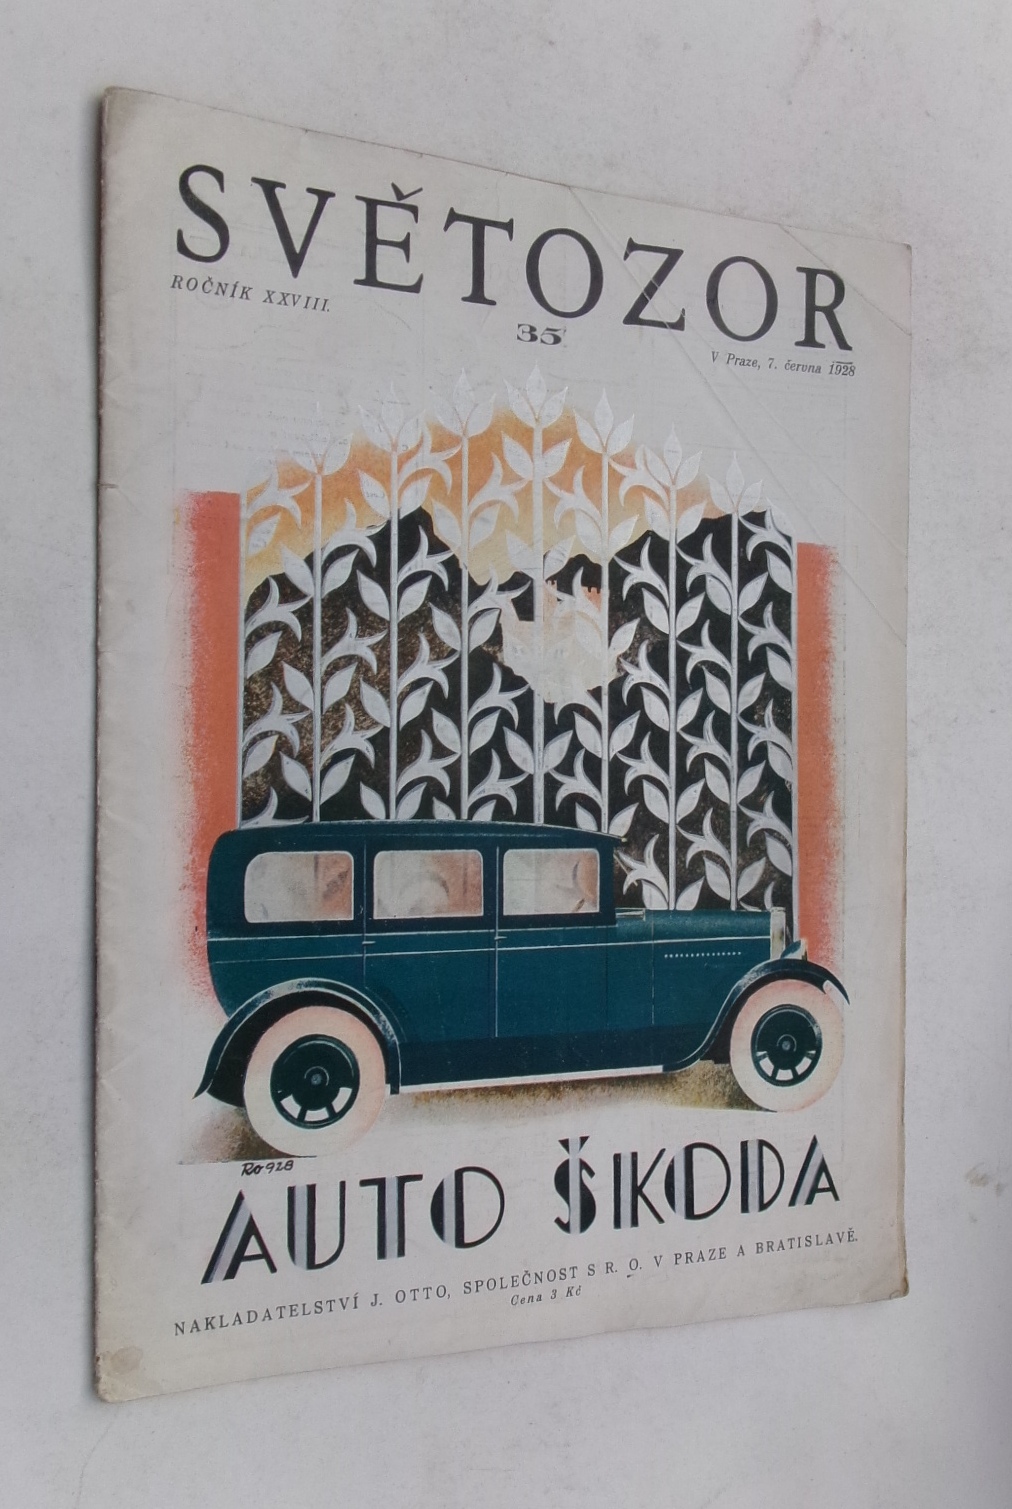 SVĚTOZOR
ROČNÍK XXVIII.
35
V Praze, 7. června 1928
Ro 928
AUTO ŠKODA
NAKLADATELSTVÍ J. OTTO, SPOLEČNOST S R. O. V PRAZE A BRATISLAVĚ.
Cena 3 Kč